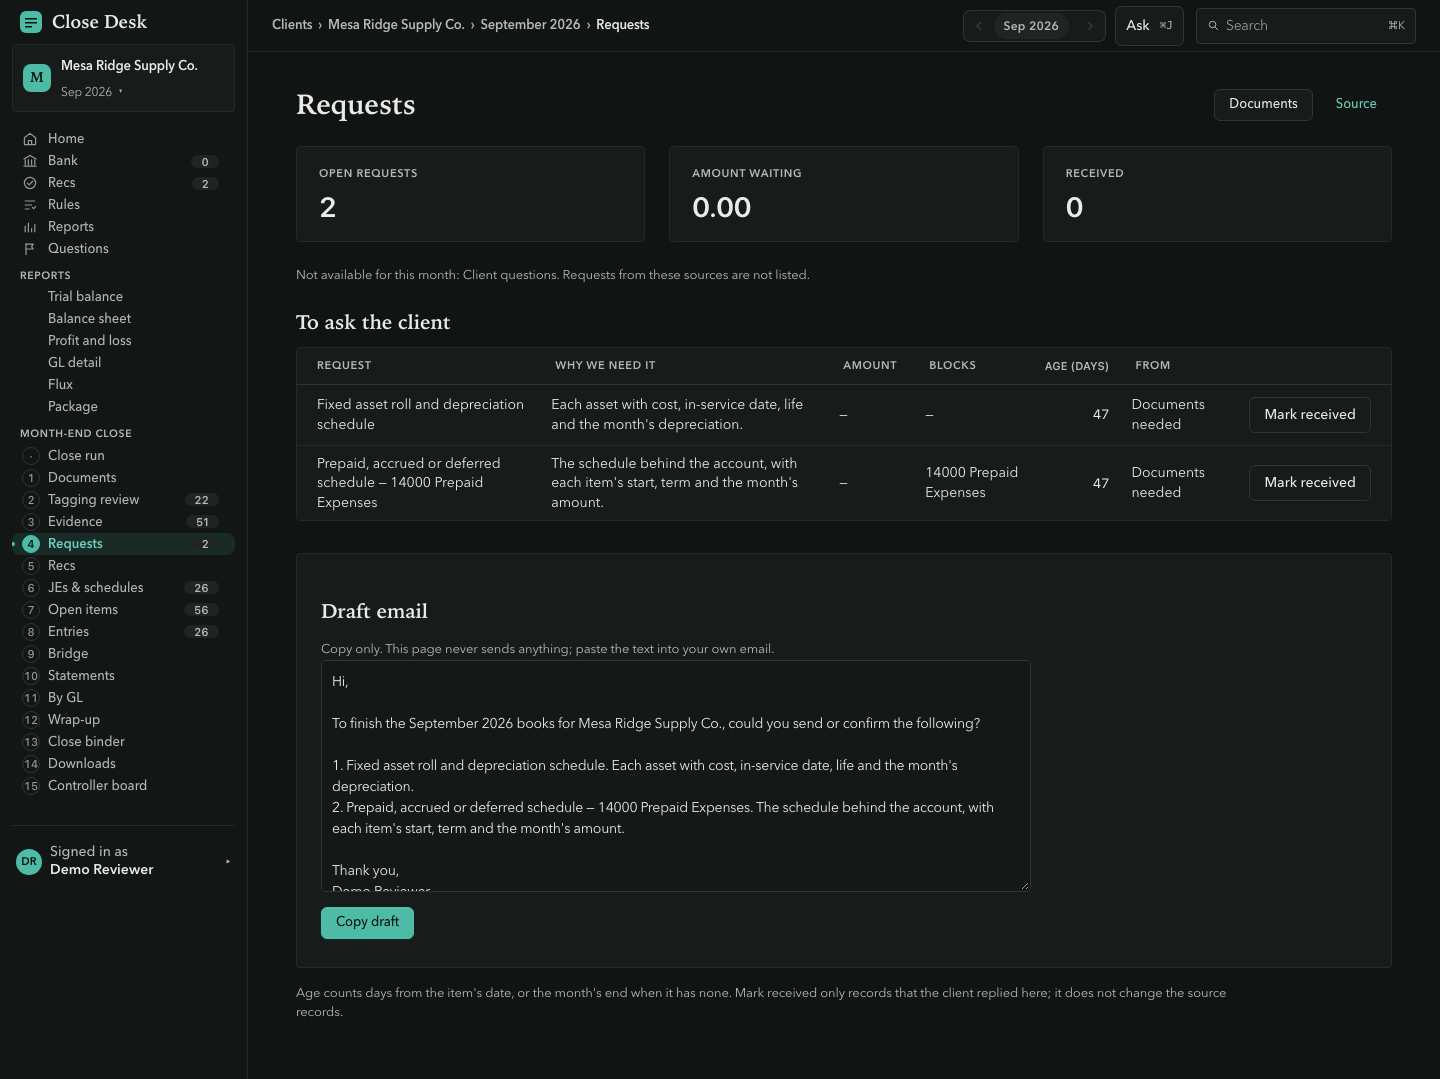 Close Desk
M
Mesa Ridge Supply Co.
Sep 2026
Home
Bank 0
Recs 2
Rules
Reports
Questions
REPORTS
Trial balance
Balance sheet
Profit and loss
GL detail
Flux
Package
MONTH-END CLOSE
· Close run
1 Documents
2 Tagging review 22
3 Evidence 51
4 Requests 2
5 Recs
6 JEs & schedules 26
7 Open items 56
8 Entries 26
9 Bridge
10 Statements
11 By GL
12 Wrap-up
13 Close binder
14 Downloads
15 Controller board
DR
Signed in as
Demo Reviewer
Clients › Mesa Ridge Supply Co. › September 2026 › Requests
‹ Sep 2026 ›
Ask ⌘J
Search ⌘K
Requests
Documents Source
OPEN REQUESTS
2
AMOUNT WAITING
0.00
RECEIVED
0
Not available for this month: Client questions. Requests from these sources are not listed.
To ask the client
REQUEST WHY WE NEED IT AMOUNT BLOCKS AGE (DAYS) FROM
Fixed asset roll and depreciation
schedule
Each asset with cost, in-service date, life
and the month's depreciation.
—
—
47
Documents
needed
Mark received
Prepaid, accrued or deferred
schedule — 14000 Prepaid
Expenses
The schedule behind the account, with
each item's start, term and the month's
amount.
—
14000 Prepaid
Expenses
47
Documents
needed
Mark received
Draft email
Copy only. This page never sends anything; paste the text into your own email.
Hi,
To finish the September 2026 books for Mesa Ridge Supply Co., could you send or confirm the following?
1. Fixed asset roll and depreciation schedule. Each asset with cost, in-service date, life and the month's
depreciation.
2. Prepaid, accrued or deferred schedule — 14000 Prepaid Expenses. The schedule behind the account, with
each item's start, term and the month's amount.
Thank you,
Demo Reviewer
Copy draft
Age counts days from the item's date, or the month's end when it has none. Mark received only records that the client replied here; it does not change the source
records.